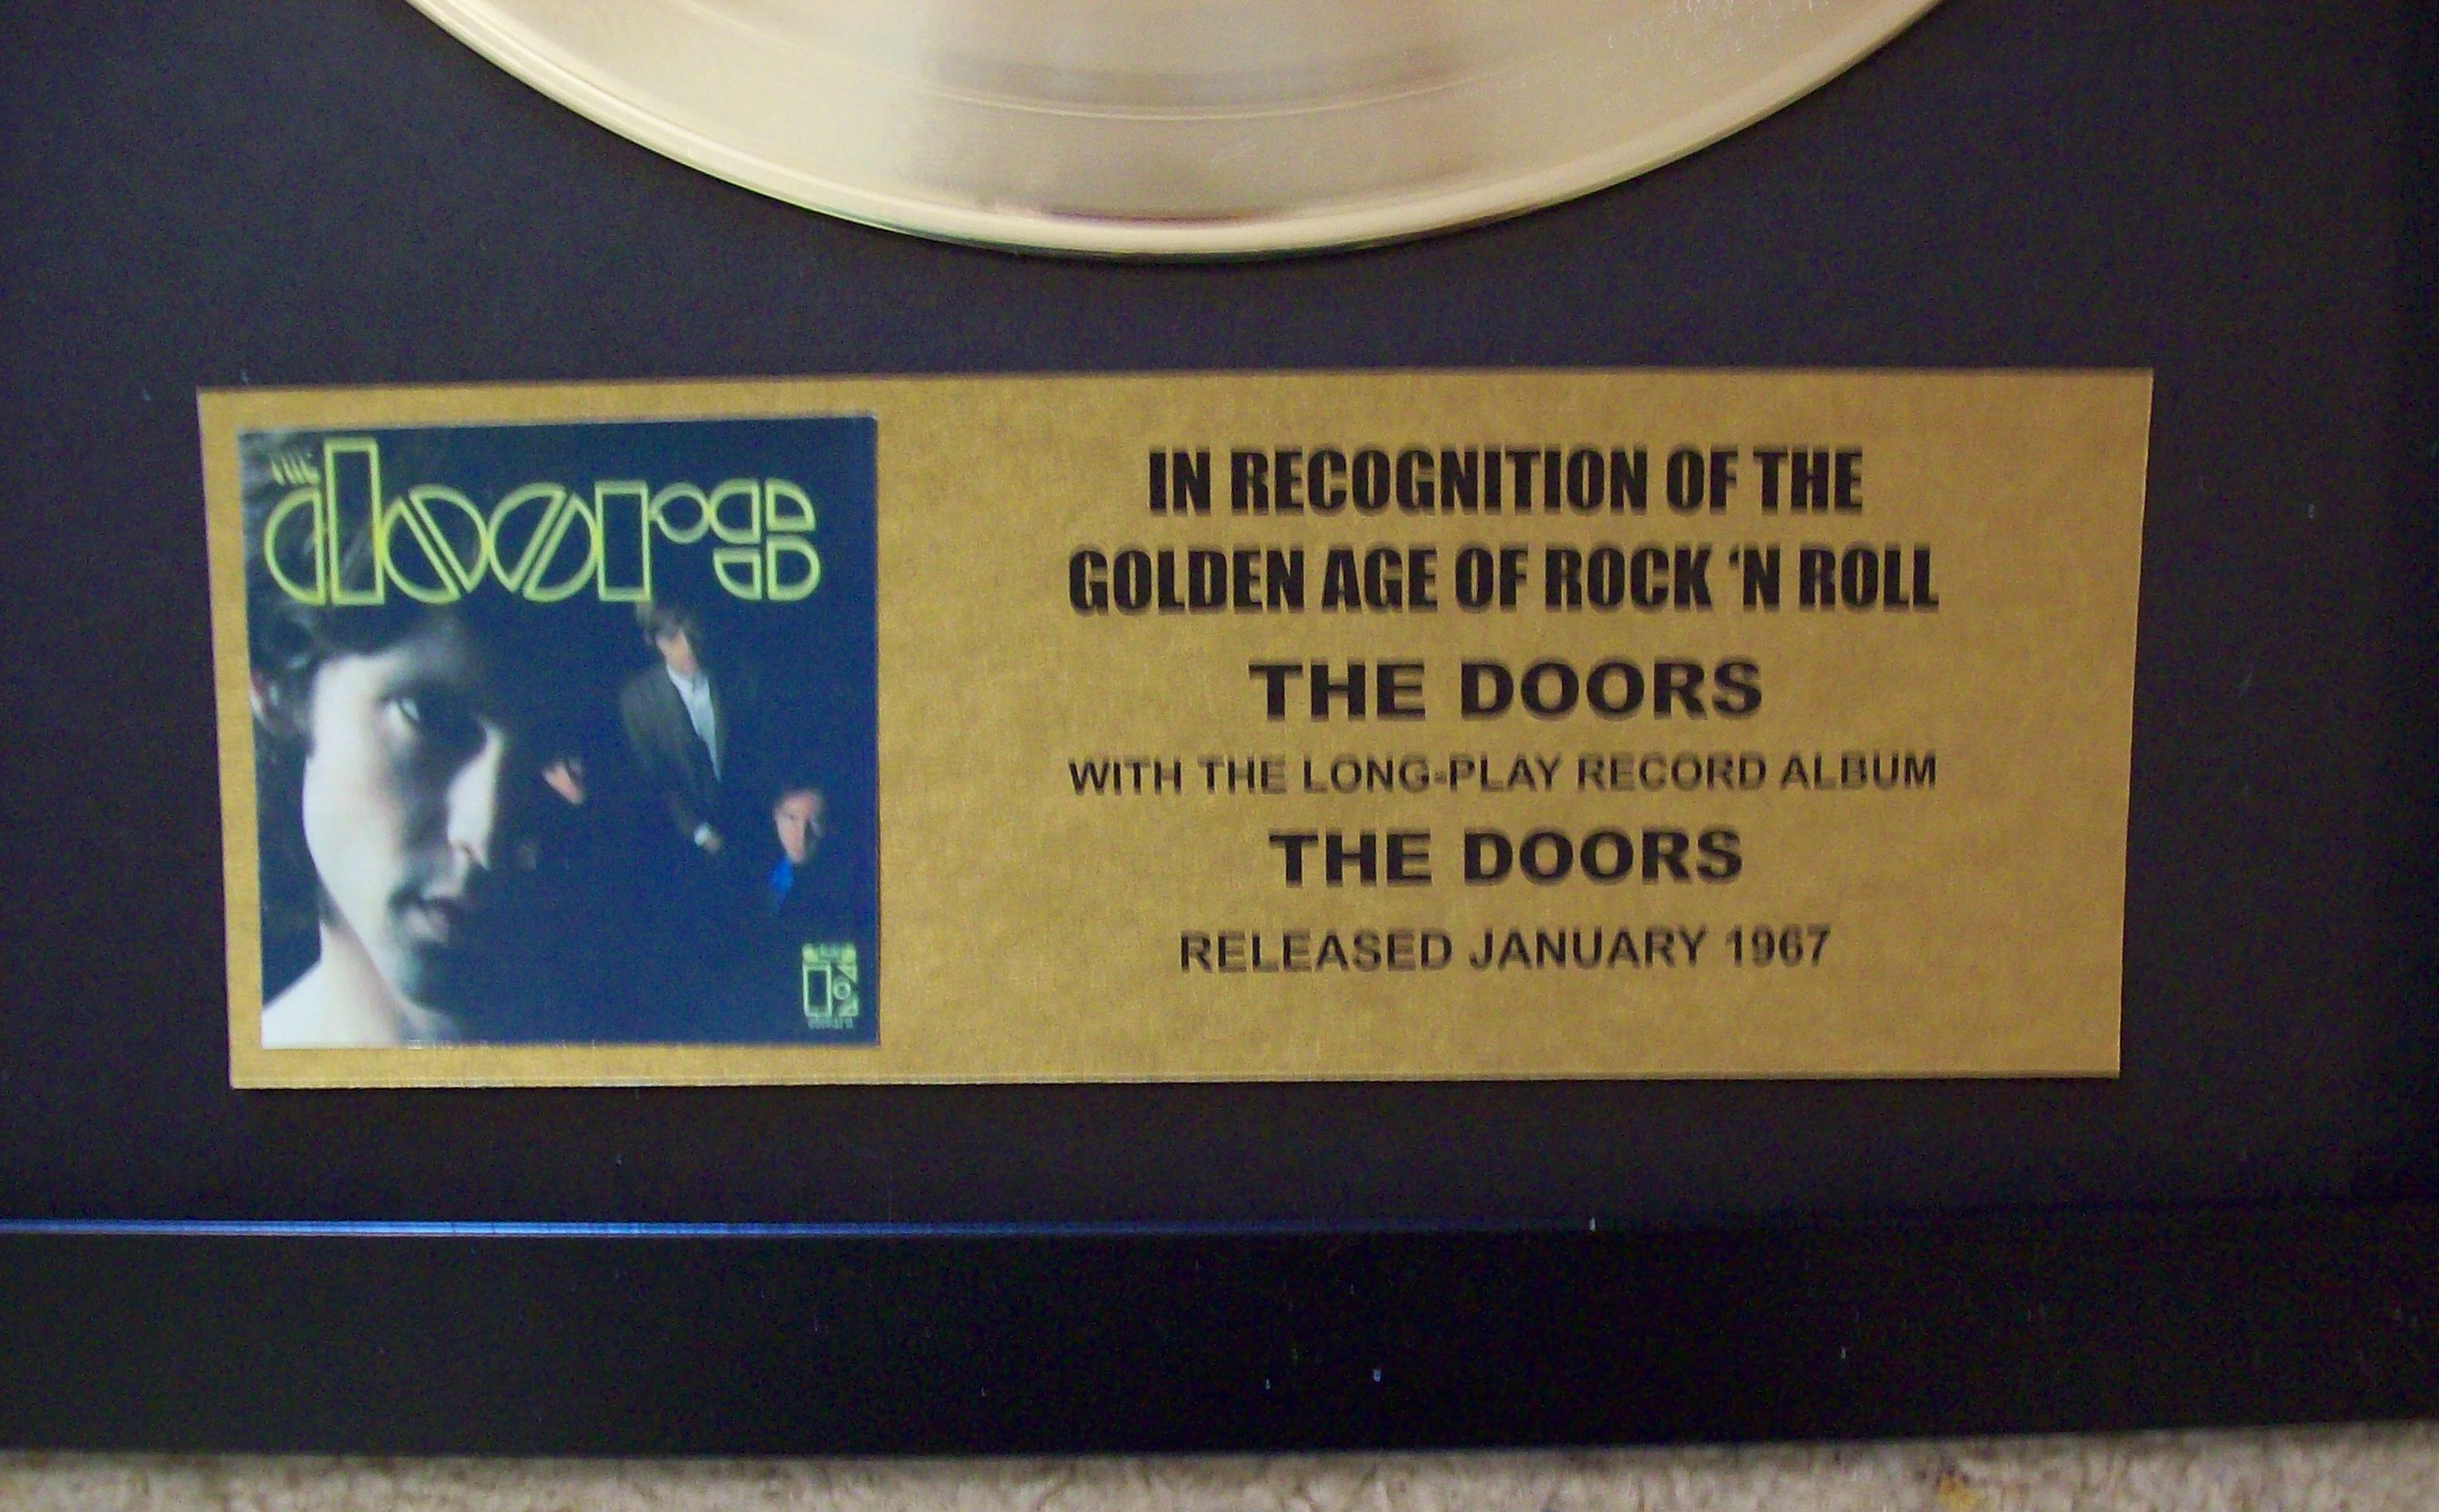 THE
doors
IN RECOGNITION OF THE
GOLDEN AGE OF ROCK ‘N ROLL
THE DOORS
WITH THE LONG-PLAY RECORD ALBUM
THE DOORS
RELEASED JANUARY 1967